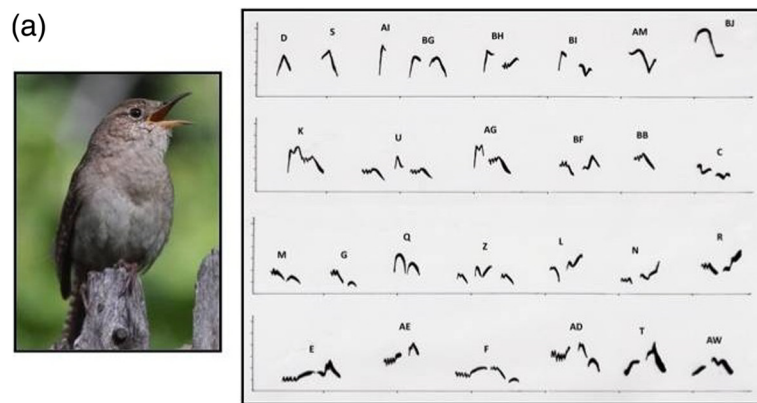 (a)
D S AI BG BH BI AM BJ
K U AG BF BB C
M G Q Z L N R
E AE F AD T AW